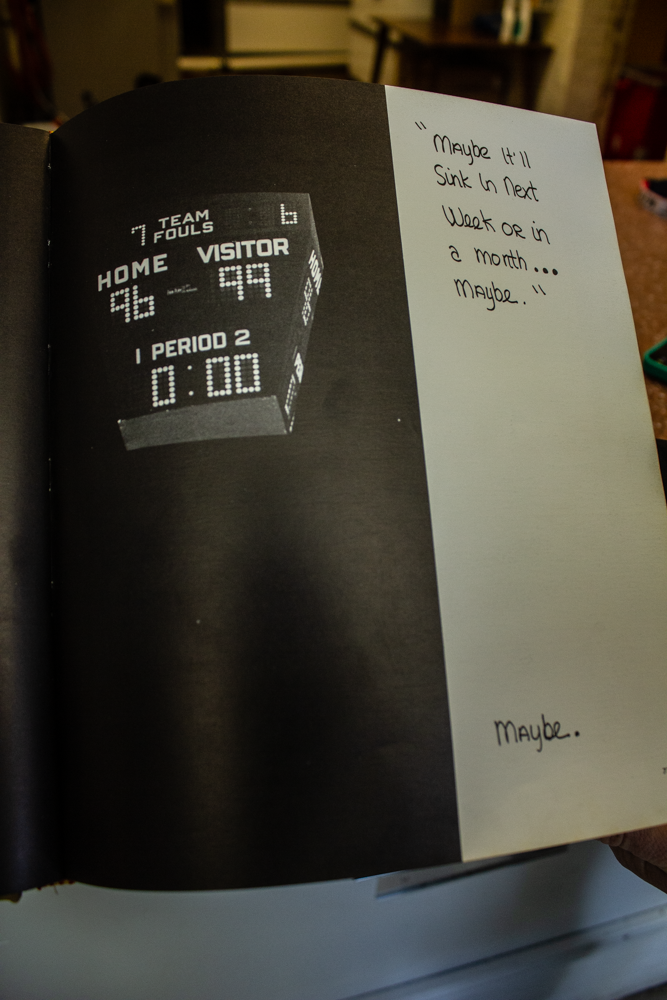 TEAM
7 FOULS 6
HOME VISITOR
96 99
1 PERIOD 2
0:00
HOME
"Maybe It'll
Sink In Next
Week or in
a month...
Maybe."
Maybe.